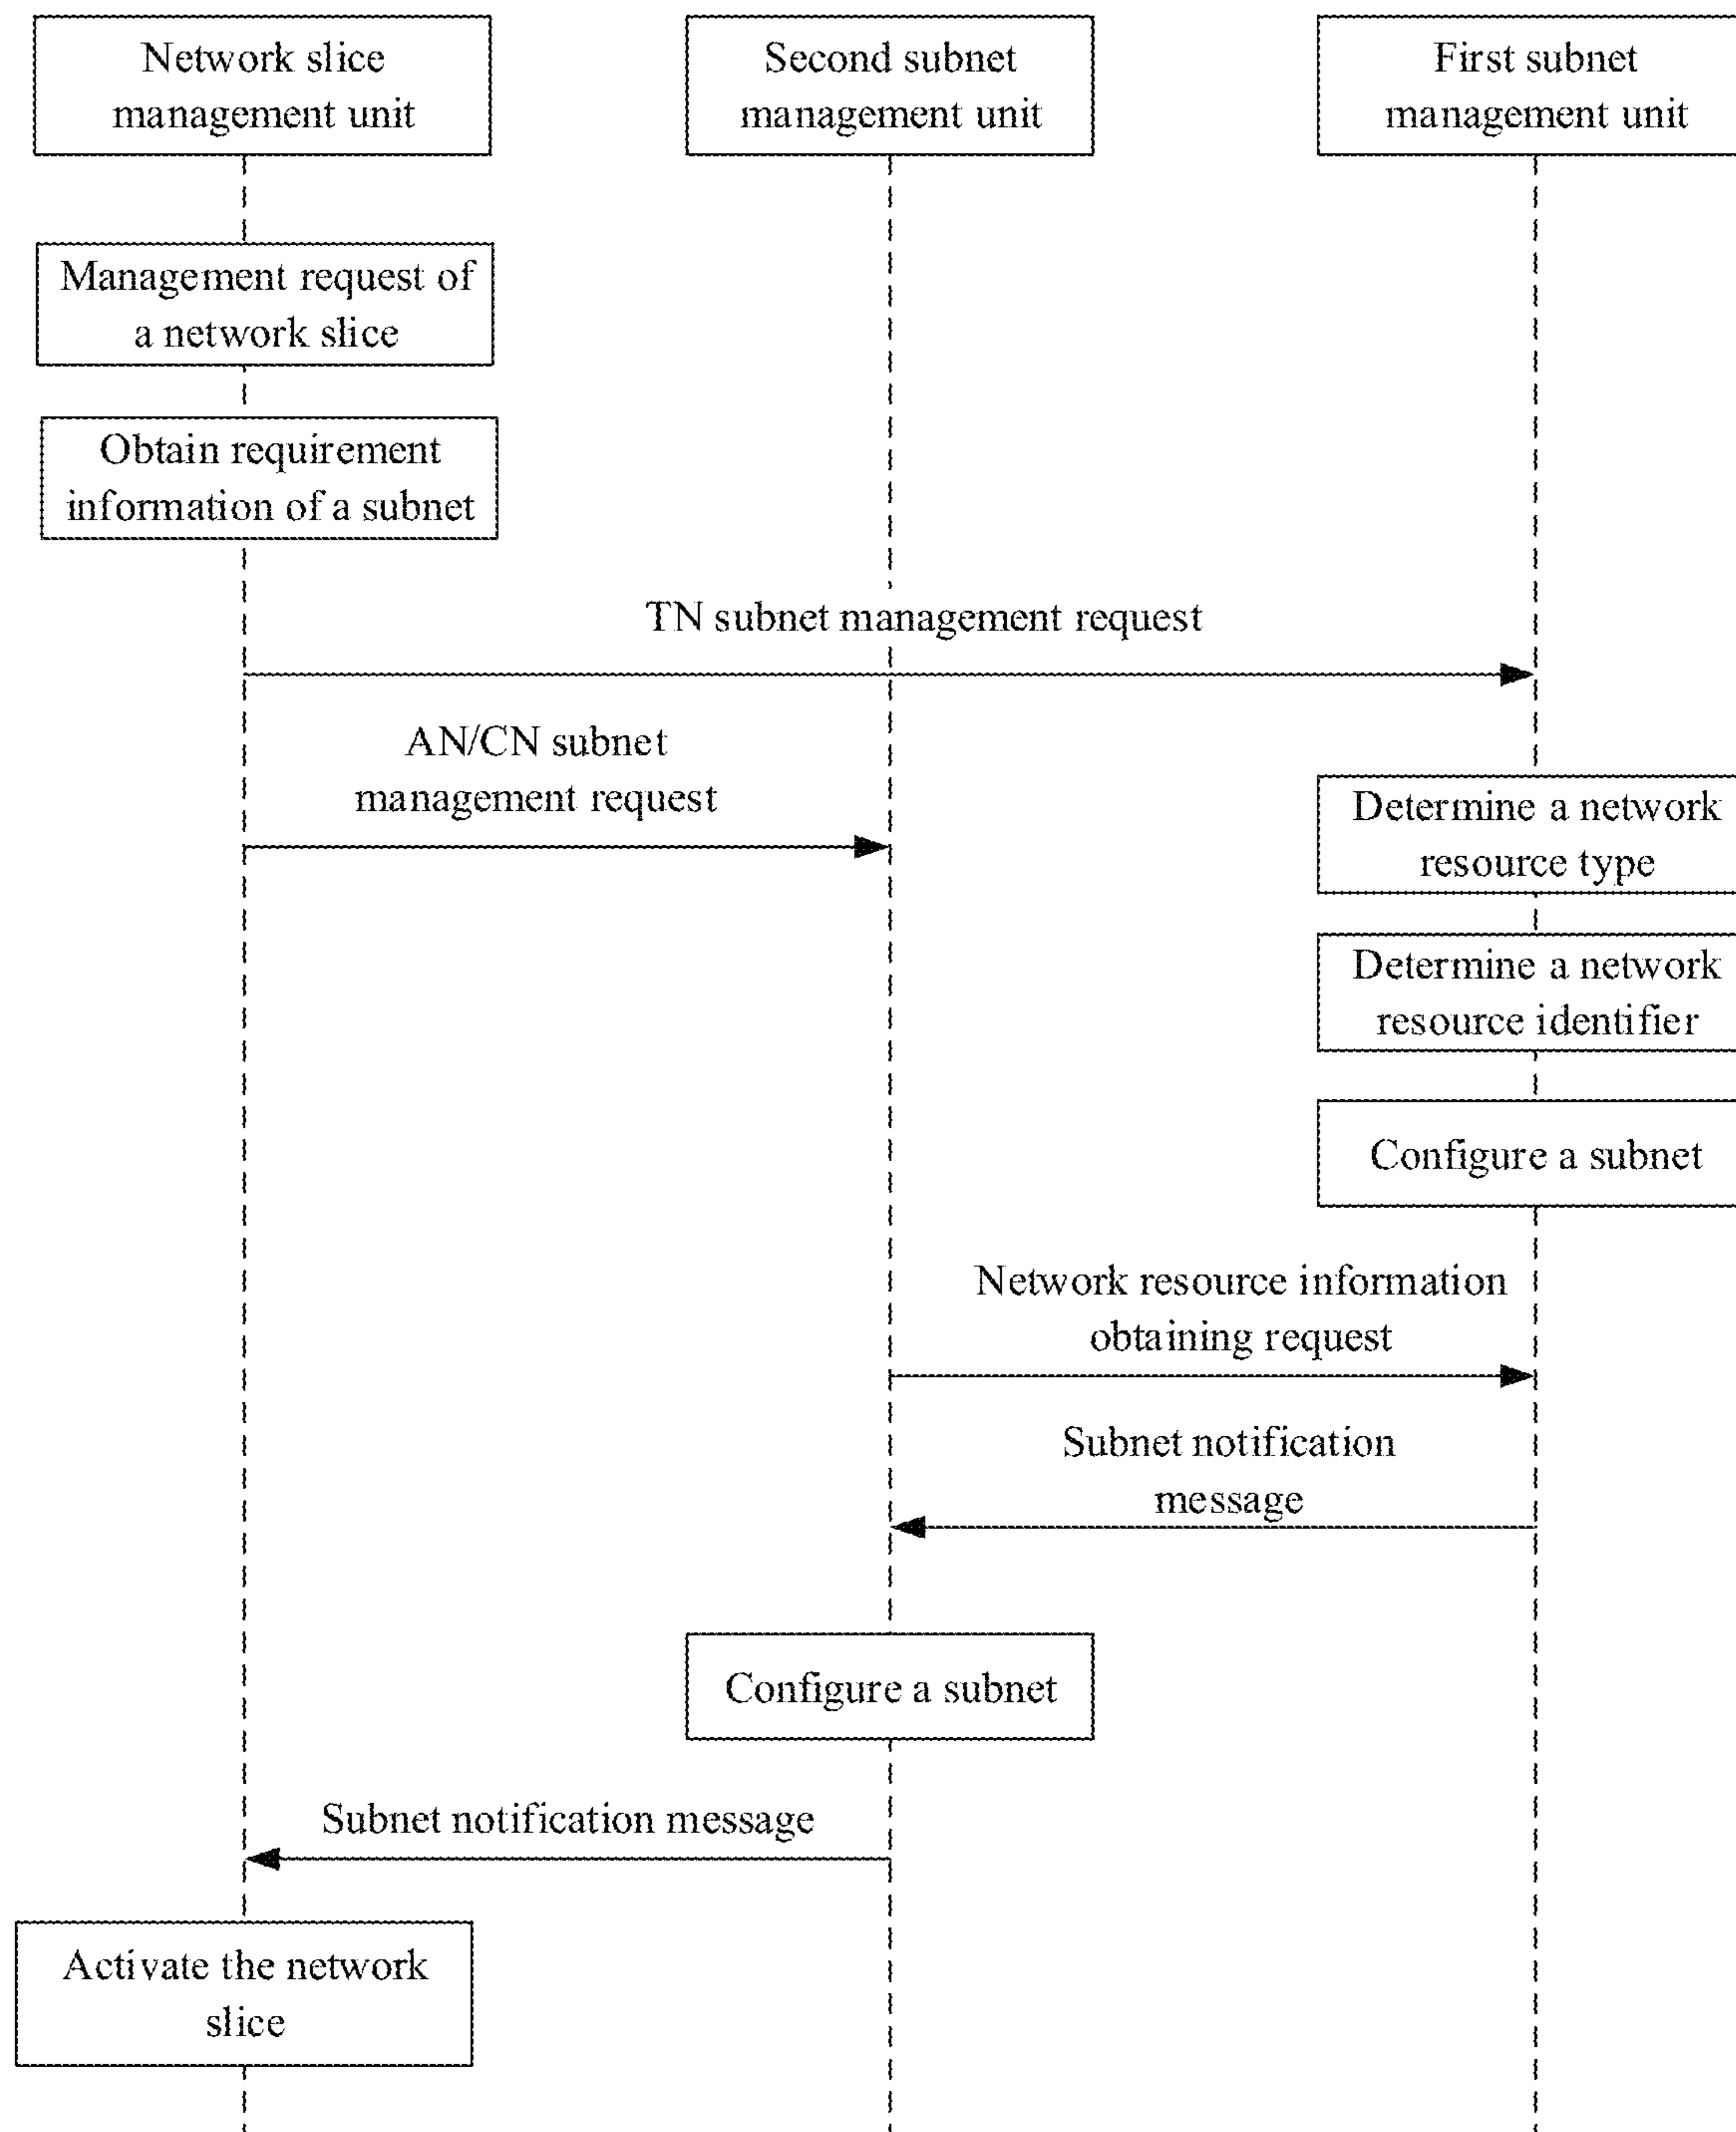 Network slice
management unit
Second subnet
management unit
First subnet
management unit
Management request of
a network slice
Obtain requirement
information of a subnet
TN subnet management request
AN/CN subnet
management request
Determine a network
resource type
Determine a network
resource identifier
Configure a subnet
Network resource information
obtaining request
Subnet notification
message
Configure a subnet
Subnet notification message
Activate the network
slice